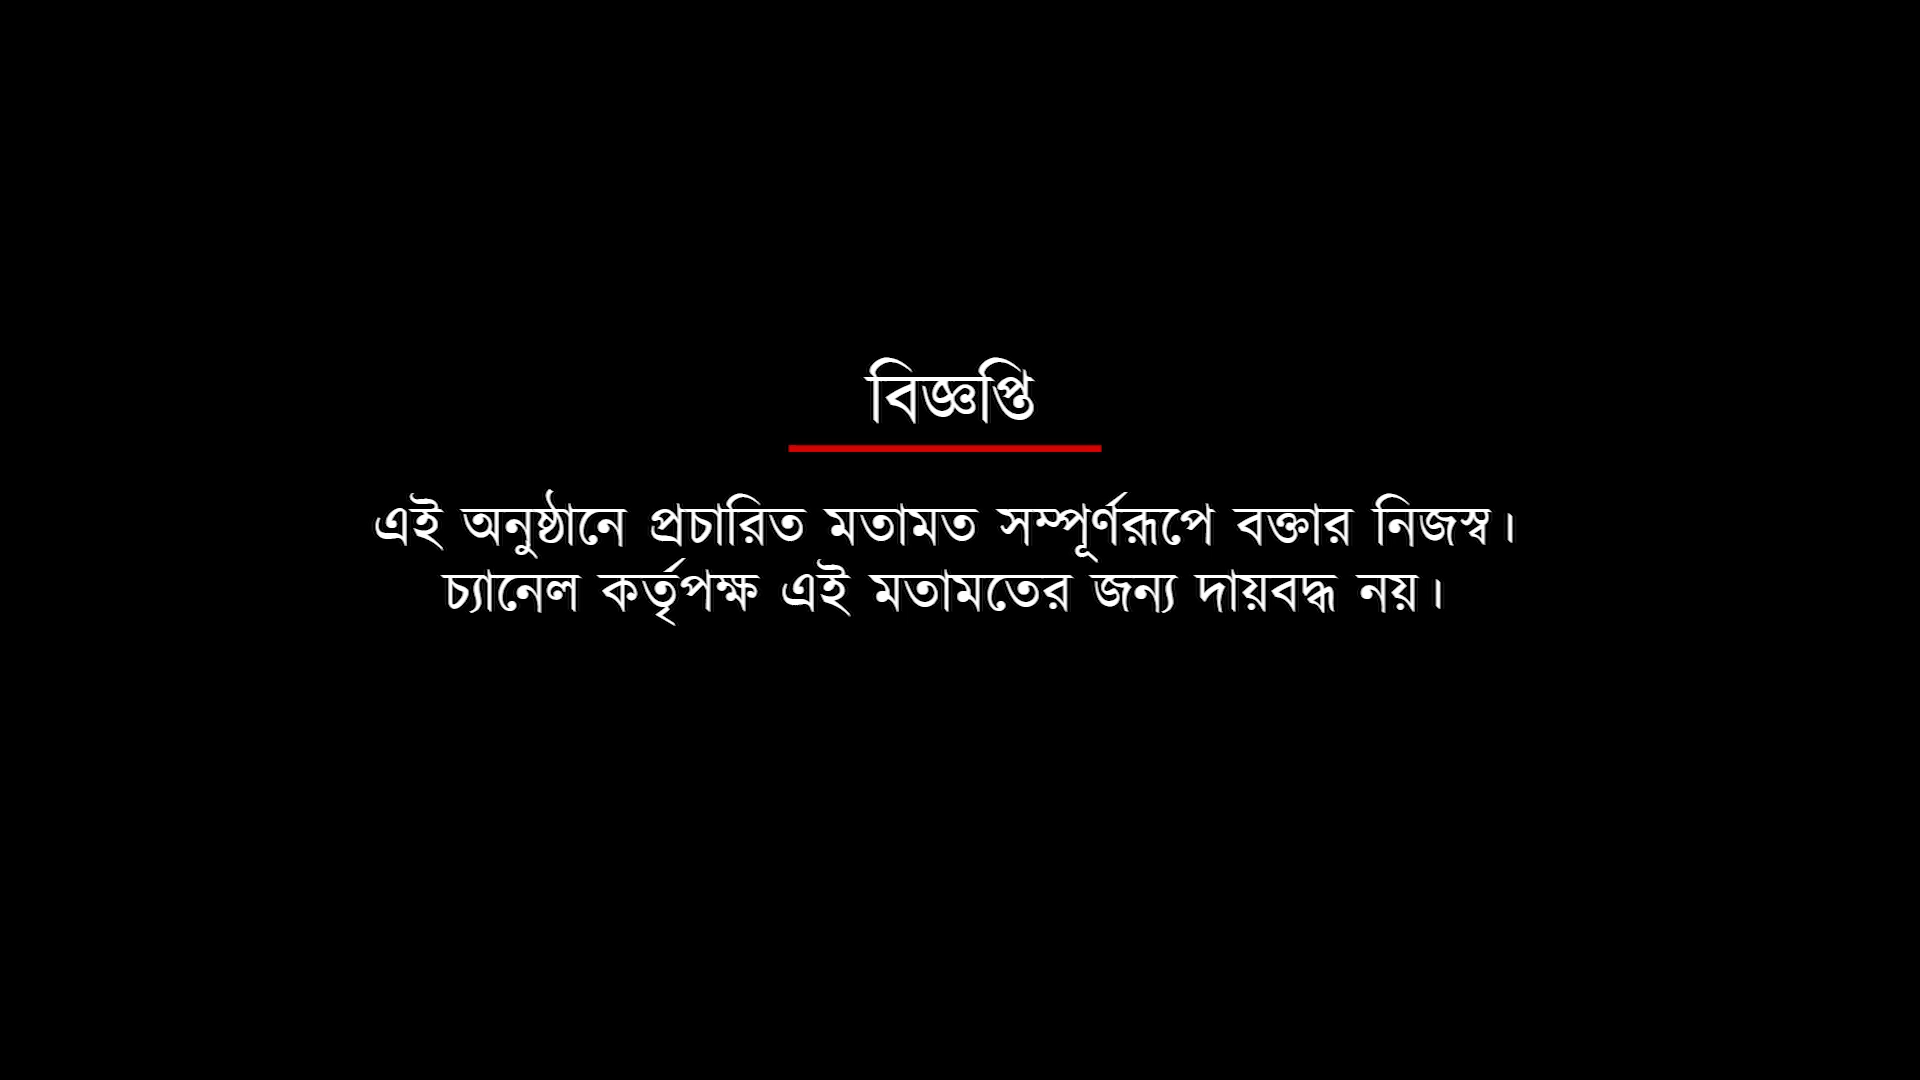 বিজ্ঞপ্তি
এই অনুষ্ঠানে প্রচারিত মতামত সম্পূর্ণরূপে বক্তার নিজস্ব।
চ্যানেল কর্তৃপক্ষ এই মতামতের জন্য দায়বদ্ধ নয়।